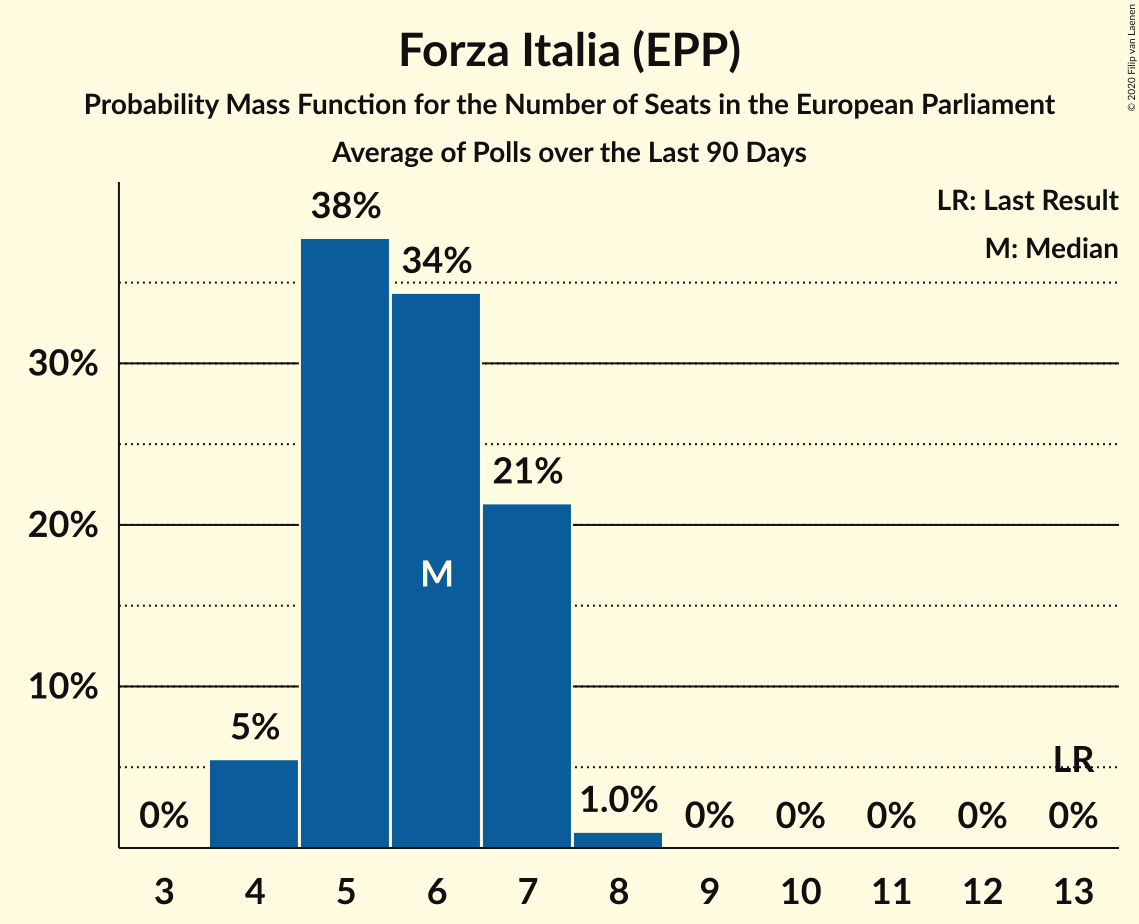 Forza Italia (EPP)
Probability Mass Function for the Number of Seats in the European Parliament
Average of Polls over the Last 90 Days
© 2020 Filip van Laenen
LR: Last Result
M: Median
38%
34%
30%
21%
20%
M
10%
5%
LR
0%
1.0%
0% 0% 0% 0% 0%
3 4 5 6 7 8 9 10 11 12 13